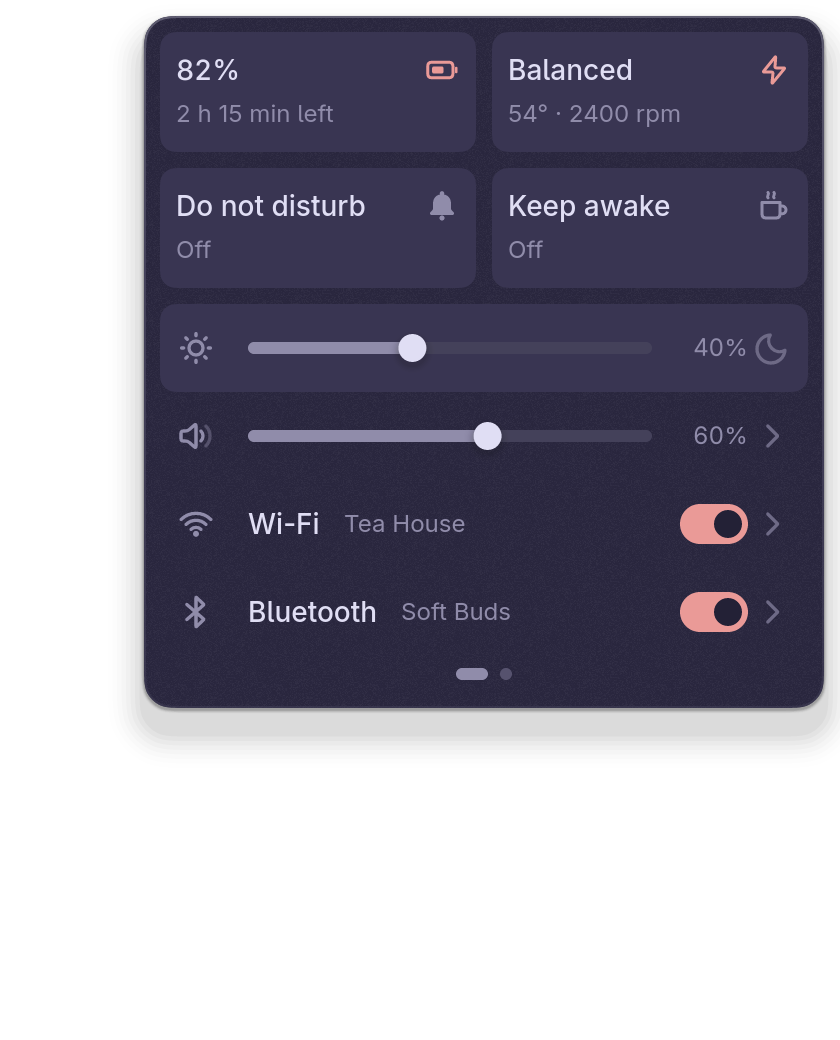 82%
2 h 15 min left
Balanced
54° · 2400 rpm
Do not disturb
Off
Keep awake
Off
40%
60%
Wi-Fi Tea House
Bluetooth Soft Buds